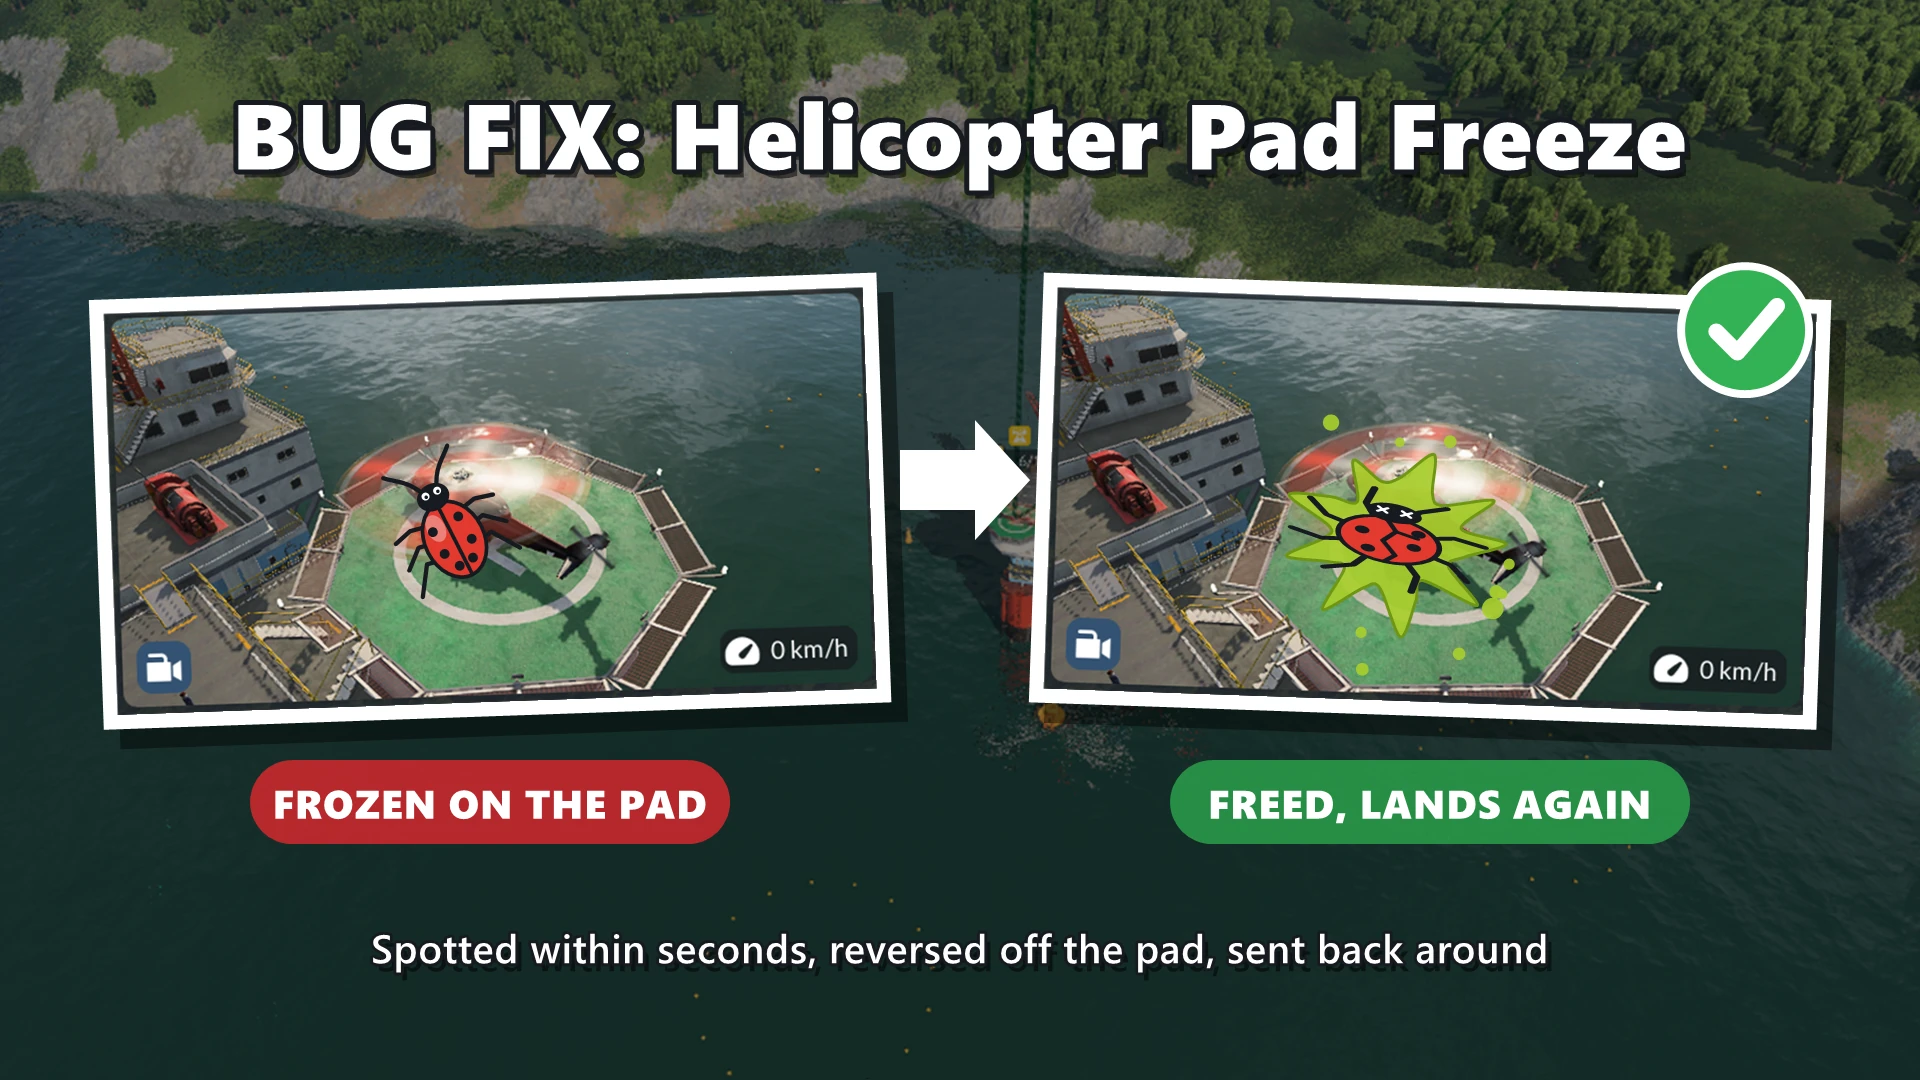 BUG FIX: Helicopter Pad Freeze
0 km/h
0 km/h
FROZEN ON THE PAD
FREED, LANDS AGAIN
Spotted within seconds, reversed off the pad, sent back around